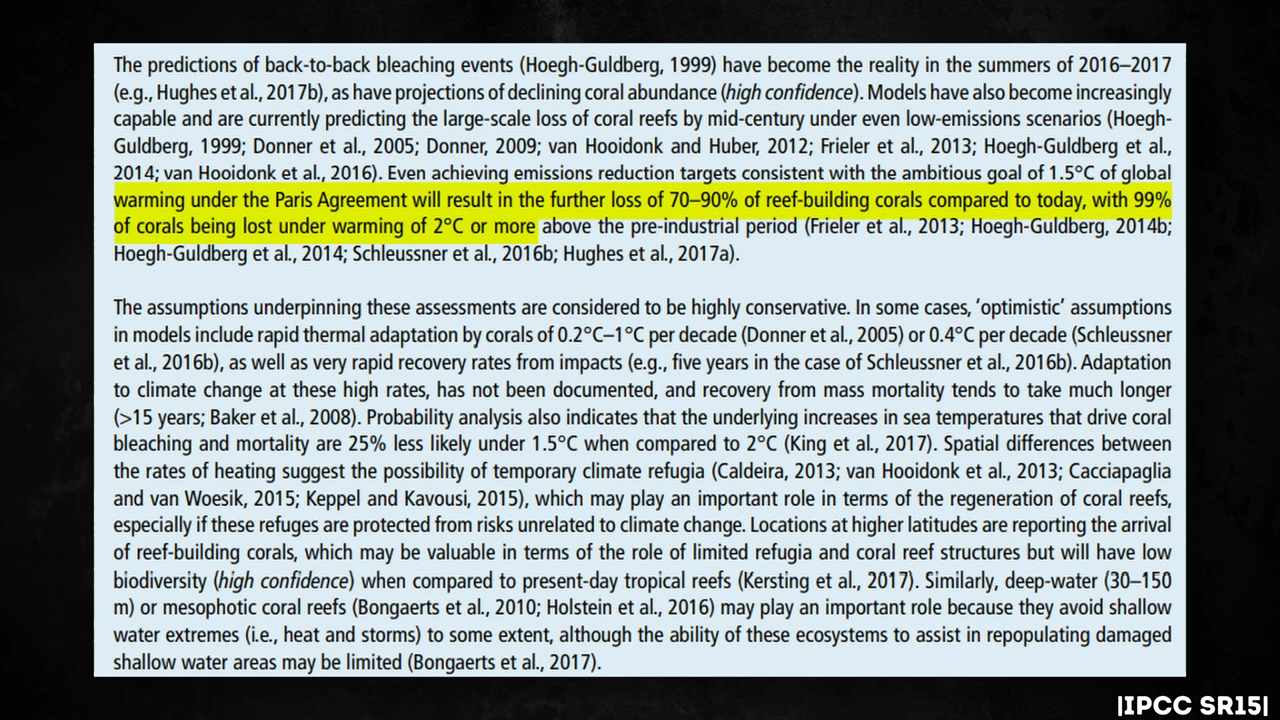 The predictions of back-to-back bleaching events (Hoegh-Guldberg, 1999) have become the reality in the summers of 2016–2017
(e.g., Hughes et al., 2017b), as have projections of declining coral abundance (high confidence). Models have also become increasingly
capable and are currently predicting the large-scale loss of coral reefs by mid-century under even low-emissions scenarios (Hoegh-
Guldberg, 1999; Donner et al., 2005; Donner, 2009; van Hooidonk and Huber, 2012; Frieler et al., 2013; Hoegh-Guldberg et al.,
2014; van Hooidonk et al., 2016). Even achieving emissions reduction targets consistent with the ambitious goal of 1.5°C of global
warming under the Paris Agreement will result in the further loss of 70–90% of reef-building corals compared to today, with 99%
of corals being lost under warming of 2°C or more above the pre-industrial period (Frieler et al., 2013; Hoegh-Guldberg, 2014b;
Hoegh-Guldberg et al., 2014; Schleussner et al., 2016b; Hughes et al., 2017a).
The assumptions underpinning these assessments are considered to be highly conservative. In some cases, ‘optimistic’ assumptions
in models include rapid thermal adaptation by corals of 0.2°C–1°C per decade (Donner et al., 2005) or 0.4°C per decade (Schleussner
et al., 2016b), as well as very rapid recovery rates from impacts (e.g., five years in the case of Schleussner et al., 2016b). Adaptation
to climate change at these high rates, has not been documented, and recovery from mass mortality tends to take much longer
(>15 years; Baker et al., 2008). Probability analysis also indicates that the underlying increases in sea temperatures that drive coral
bleaching and mortality are 25% less likely under 1.5°C when compared to 2°C (King et al., 2017). Spatial differences between
the rates of heating suggest the possibility of temporary climate refugia (Caldeira, 2013; van Hooidonk et al., 2013; Cacciapaglia
and van Woesik, 2015; Keppel and Kavousi, 2015), which may play an important role in terms of the regeneration of coral reefs,
especially if these refuges are protected from risks unrelated to climate change. Locations at higher latitudes are reporting the arrival
of reef-building corals, which may be valuable in terms of the role of limited refugia and coral reef structures but will have low
biodiversity (high confidence) when compared to present-day tropical reefs (Kersting et al., 2017). Similarly, deep-water (30–150
m) or mesophotic coral reefs (Bongaerts et al., 2010; Holstein et al., 2016) may play an important role because they avoid shallow
water extremes (i.e., heat and storms) to some extent, although the ability of these ecosystems to assist in repopulating damaged
shallow water areas may be limited (Bongaerts et al., 2017).
|IPCC SR15|